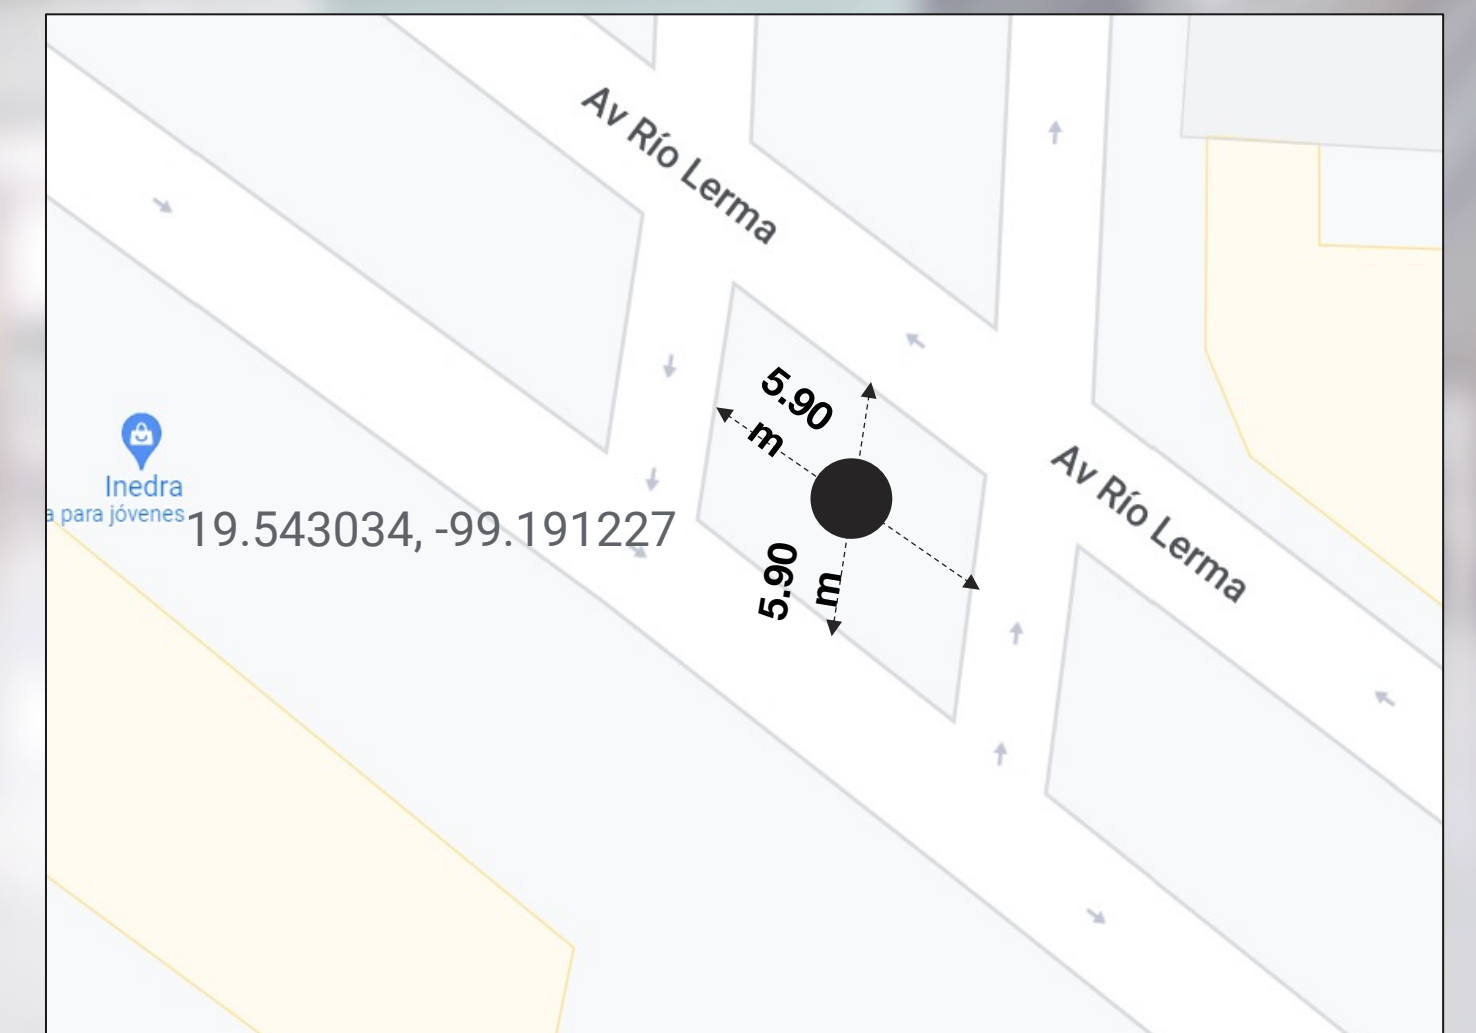 Av Río Lerma
5.90
m
Av Río Lerma
Inedra
a para jóvenes
19.543034, -99.191227
5.90
m